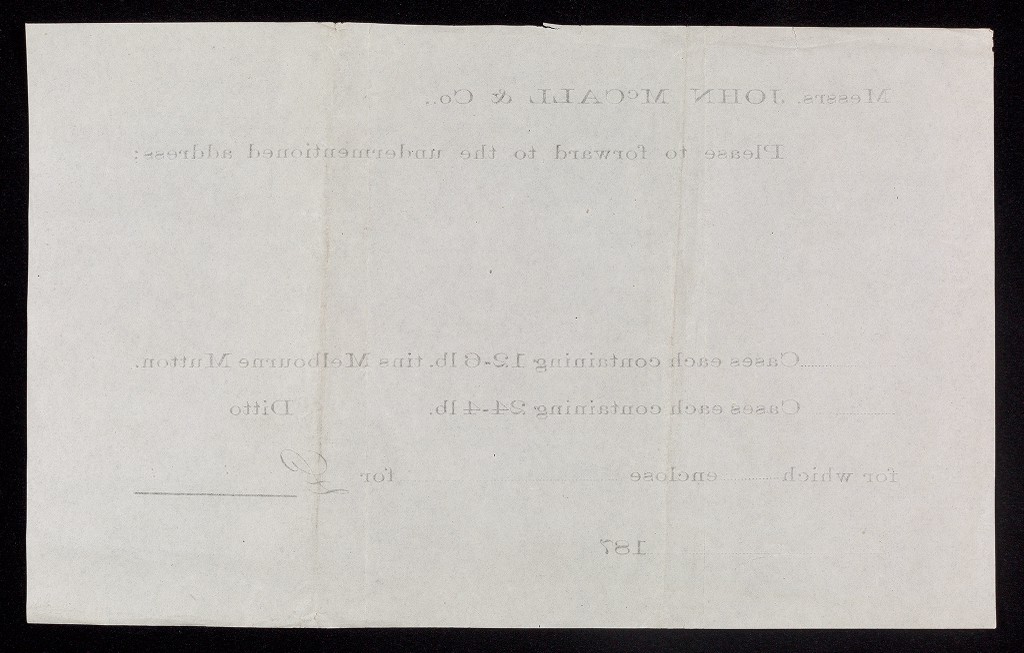 Messrs. JOHN McCALL & Co.,
Please to forward to the undermentioned address:
Cases each containing 12-6 lb. tins Melbourne Mutton.
Cases each containing 24-4 lb. Ditto
for which enclose for £
187